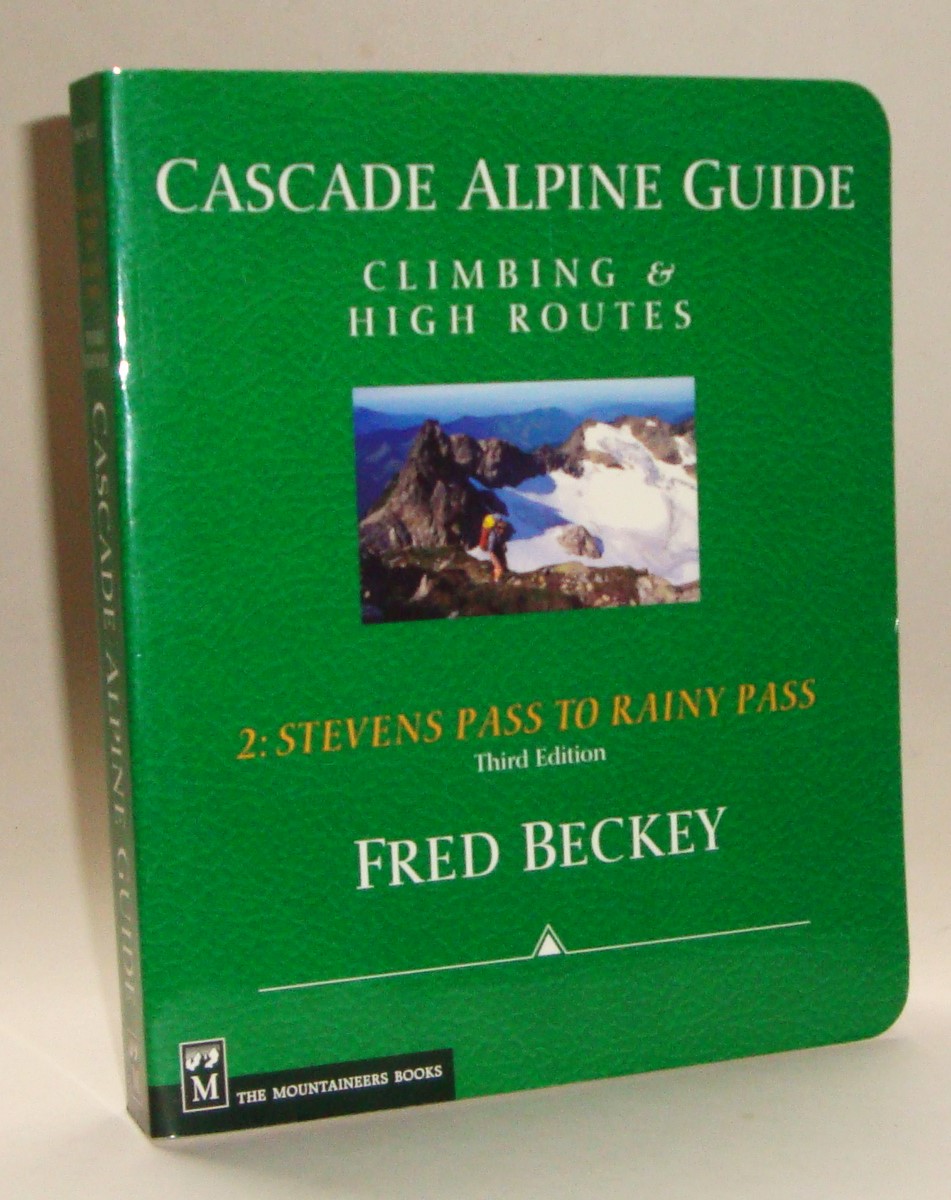 CASCADE ALPINE GUIDE
CLIMBING &
HIGH ROUTES
2: STEVENS PASS TO RAINY PASS
Third Edition
FRED BECKEY
M
THE MOUNTAINEERS BOOKS
CASCADE ALPINE GUIDE